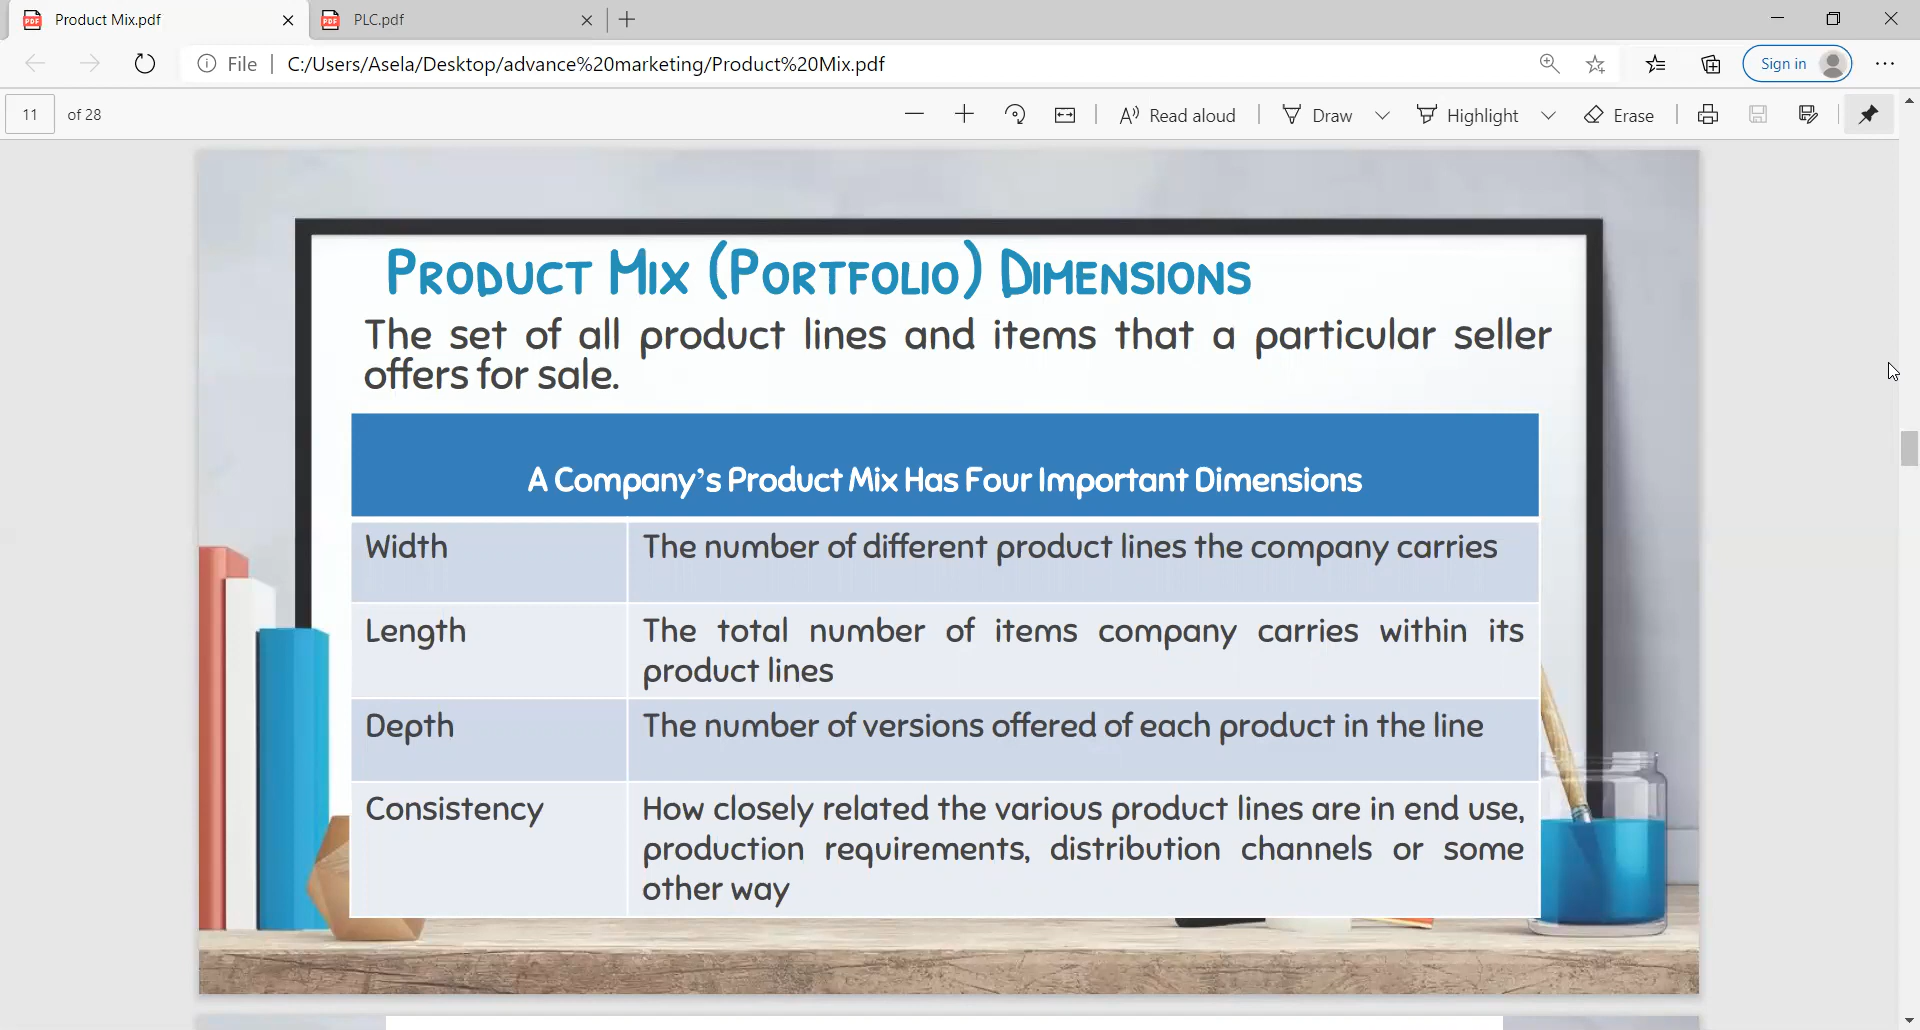 Product Mix.pdf
PLC.pdf
File
C:/Users/Asela/Desktop/advance%20marketing/Product%20Mix.pdf
Sign in
11 of 28
Read aloud
Draw
Highlight
Erase
PRODUCT MIX (PORTFOLIO) DIMENSIONS
The set of all product lines and items that a particular seller
offers for sale.
A Company’s Product Mix Has Four Important Dimensions
Width
The number of different product lines the company carries
Length
The total number of items company carries within its
product lines
Depth
The number of versions offered of each product in the line
Consistency
How closely related the various product lines are in end use,
production requirements, distribution channels or some
other way